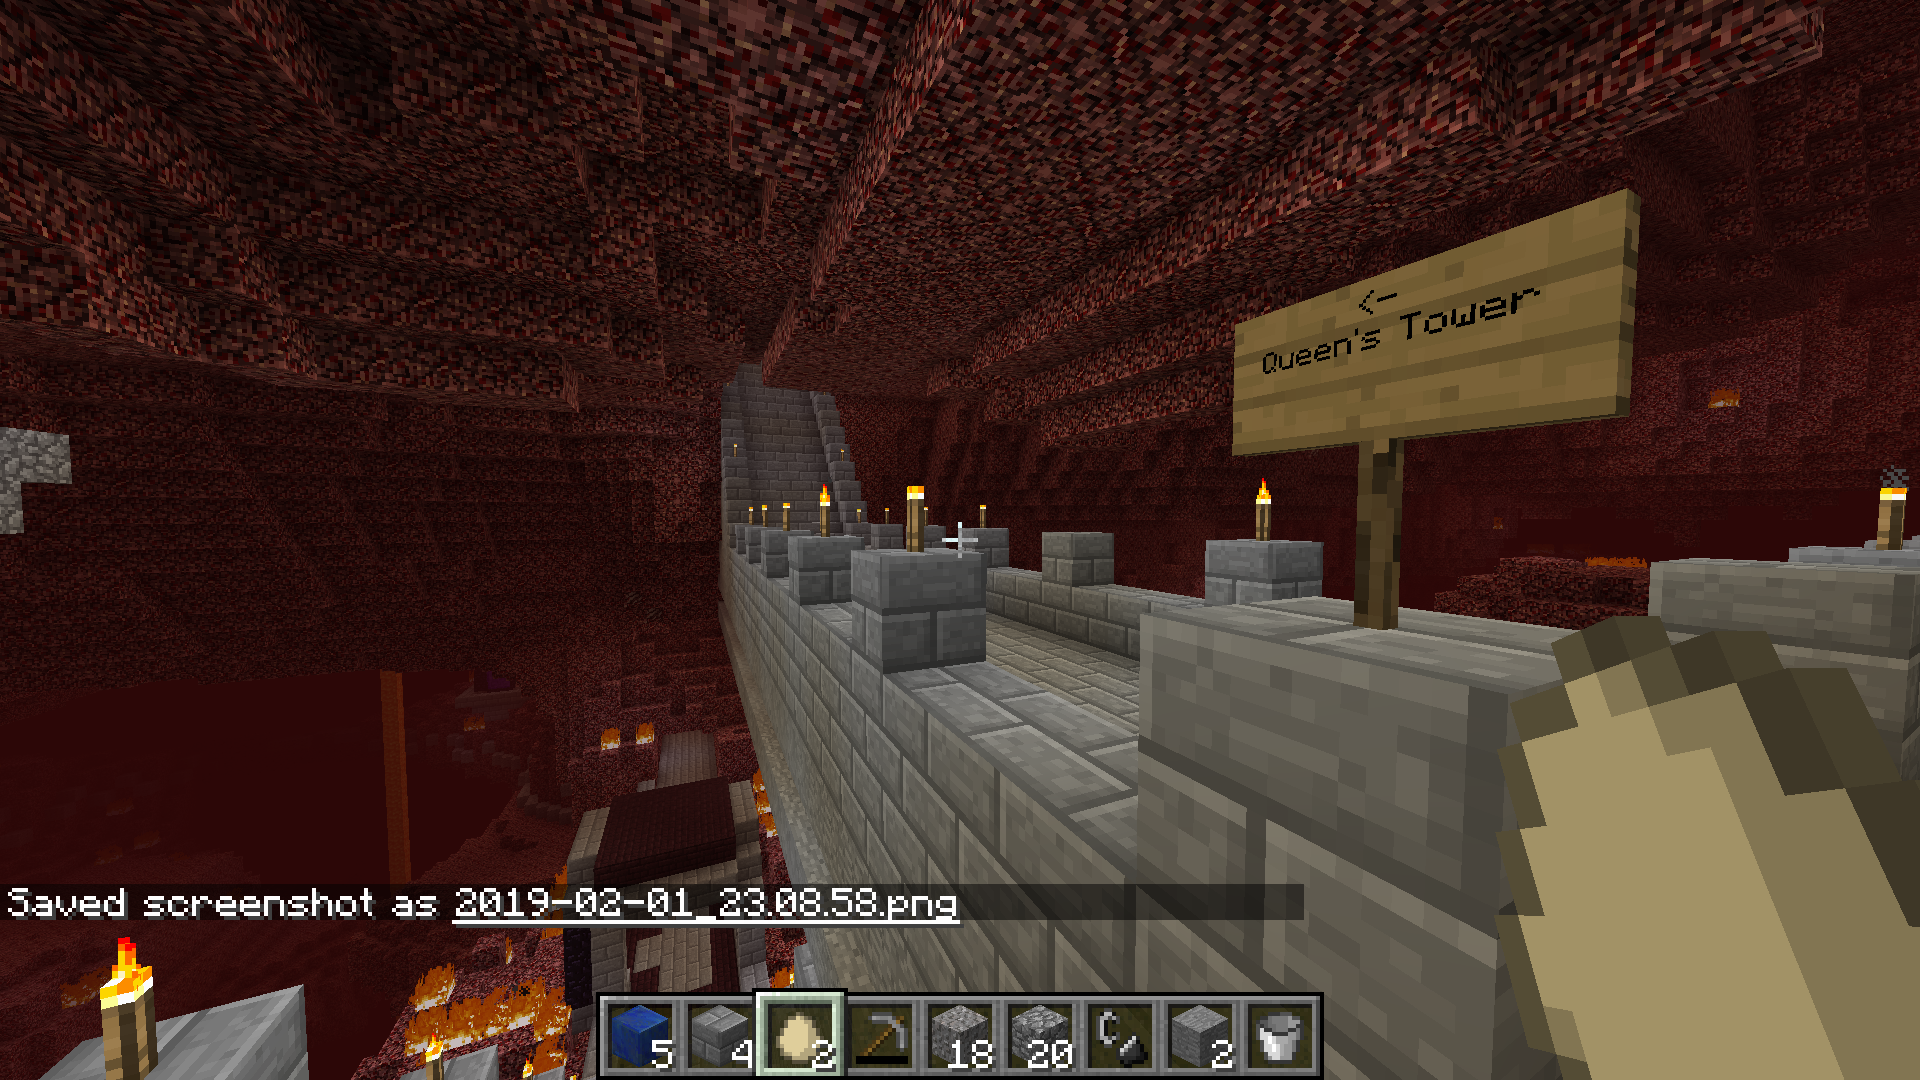 <-
Queen's Tower
Saved screenshot as 2019-02-01_23.08.58.png
5 4 2 18 20 2